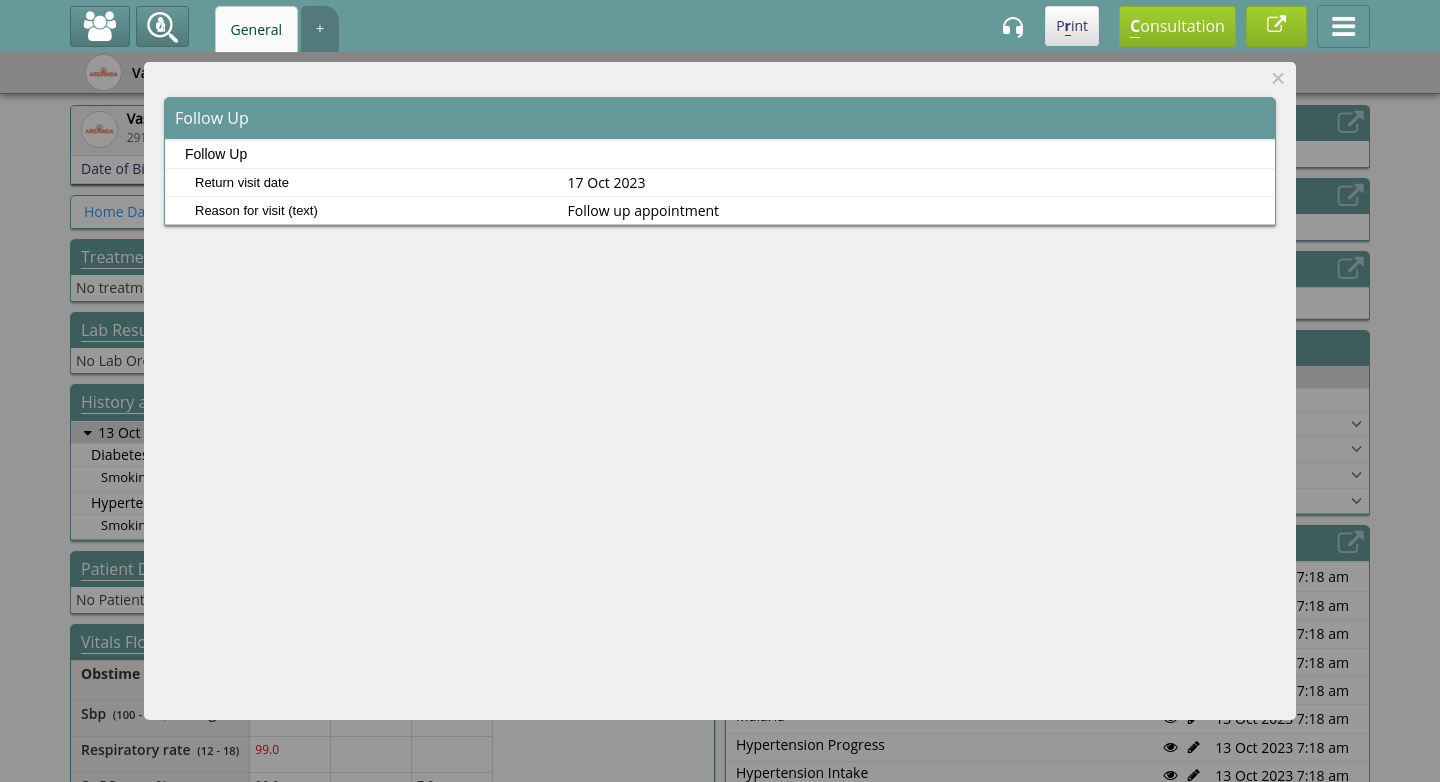 General
+
Print
Consultation
Follow Up
Follow Up
Return visit date 17 Oct 2023
Reason for visit (text) Follow up appointment
291
Date of Bi
Home Da
Treatme
No treatm
Lab Resu
No Lab Or
History a
13 Oct
Diabetes
Smokin
Hyperte
Smokin
Patient D
No Patient
Vitals Flo
Obstime
Sbp (100 -
Respiratory rate (12 - 18) 99.0
7:18 am
7:18 am
7:18 am
7:18 am
7:18 am
13 Oct 2023 7:18 am
Hypertension Progress 13 Oct 2023 7:18 am
Hypertension Intake 13 Oct 2023 7:18 am